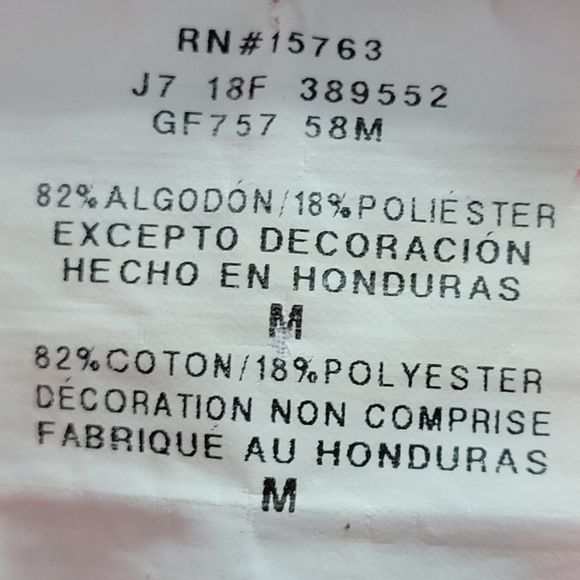 RN#15763
J7 18F 389552
GF757 58M
82%ALGODÓN/18%POLIÉSTER
EXCEPTO DECORACIÓN
HECHO EN HONDURAS
M
82%COTON/18%POLYESTER
DÉCORATION NON COMPRISE
FABRIQUÉ AU HONDURAS
M